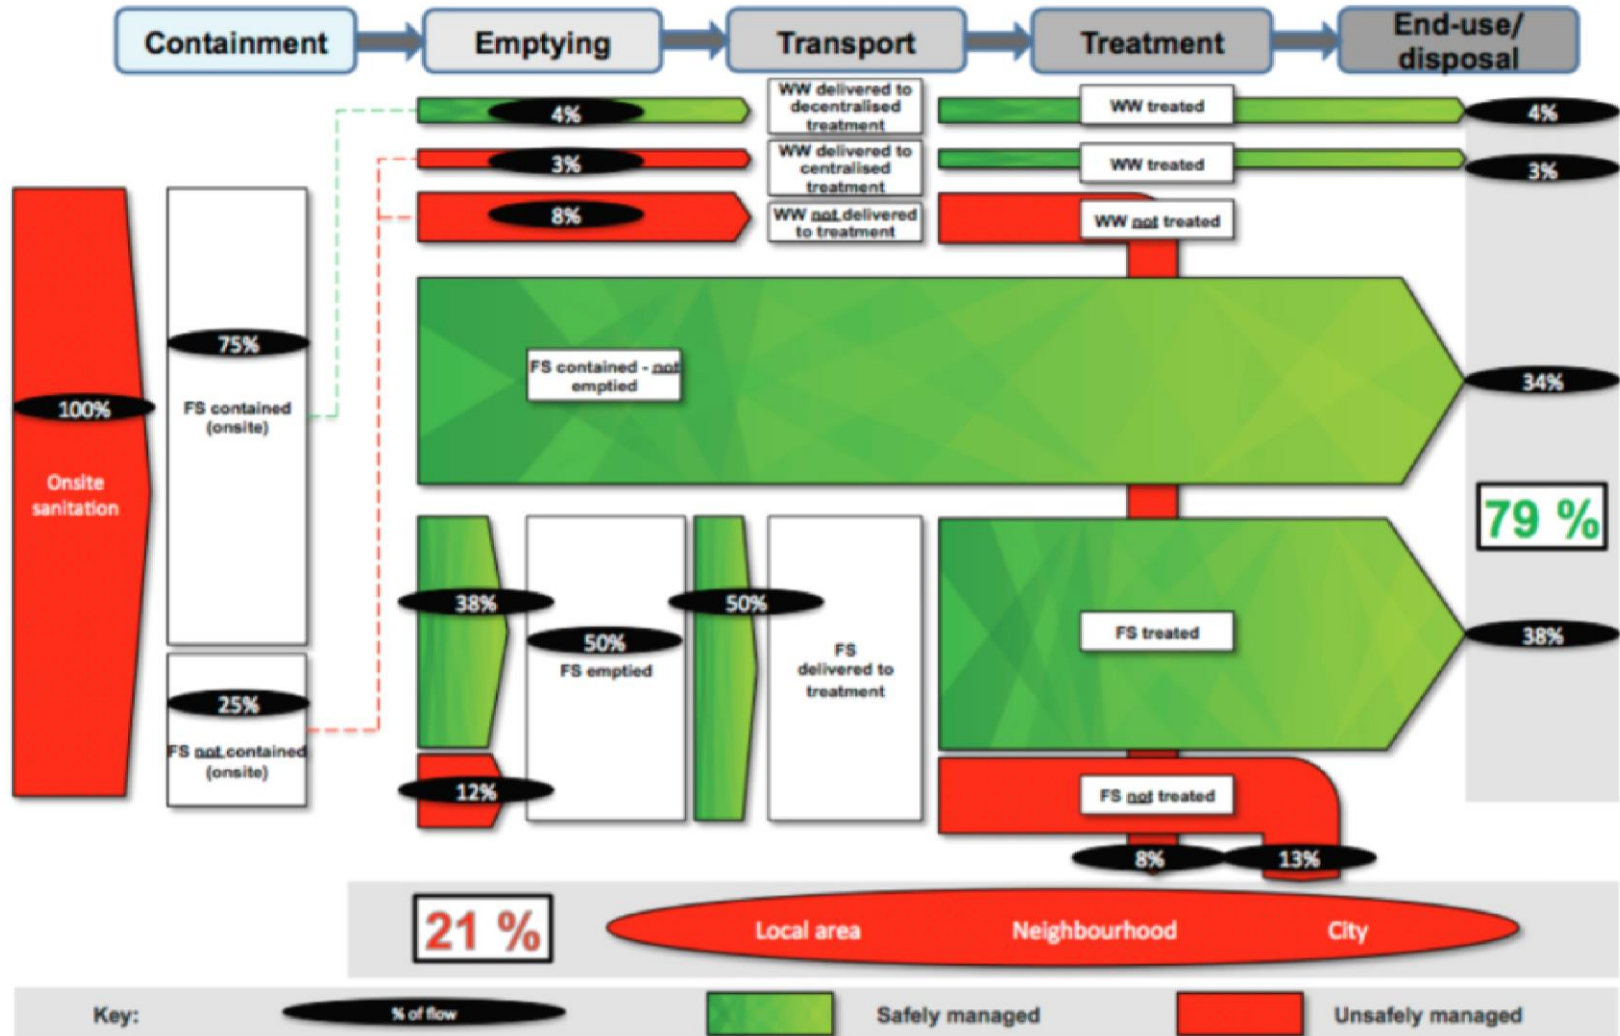 Containment
Emptying
Transport
Treatment
End-use/
disposal
4%
WW delivered to
decentralised
treatment
WW treated
4%
3%
WW delivered to
centralised
treatment
WW treated
3%
8%
WW not delivered
to treatment
WW not treated
100%
Onsite
sanitation
75%
FS contained
(onsite)
25%
FS not contained
(onsite)
FS contained - not
emptied
34%
79 %
38%
50%
FS emptied
50%
FS
delivered to
treatment
FS treated
38%
12%
FS not treated
8%
13%
21 %
Local area
Neighbourhood
City
Key:
% of flow
Safely managed
Unsafely managed